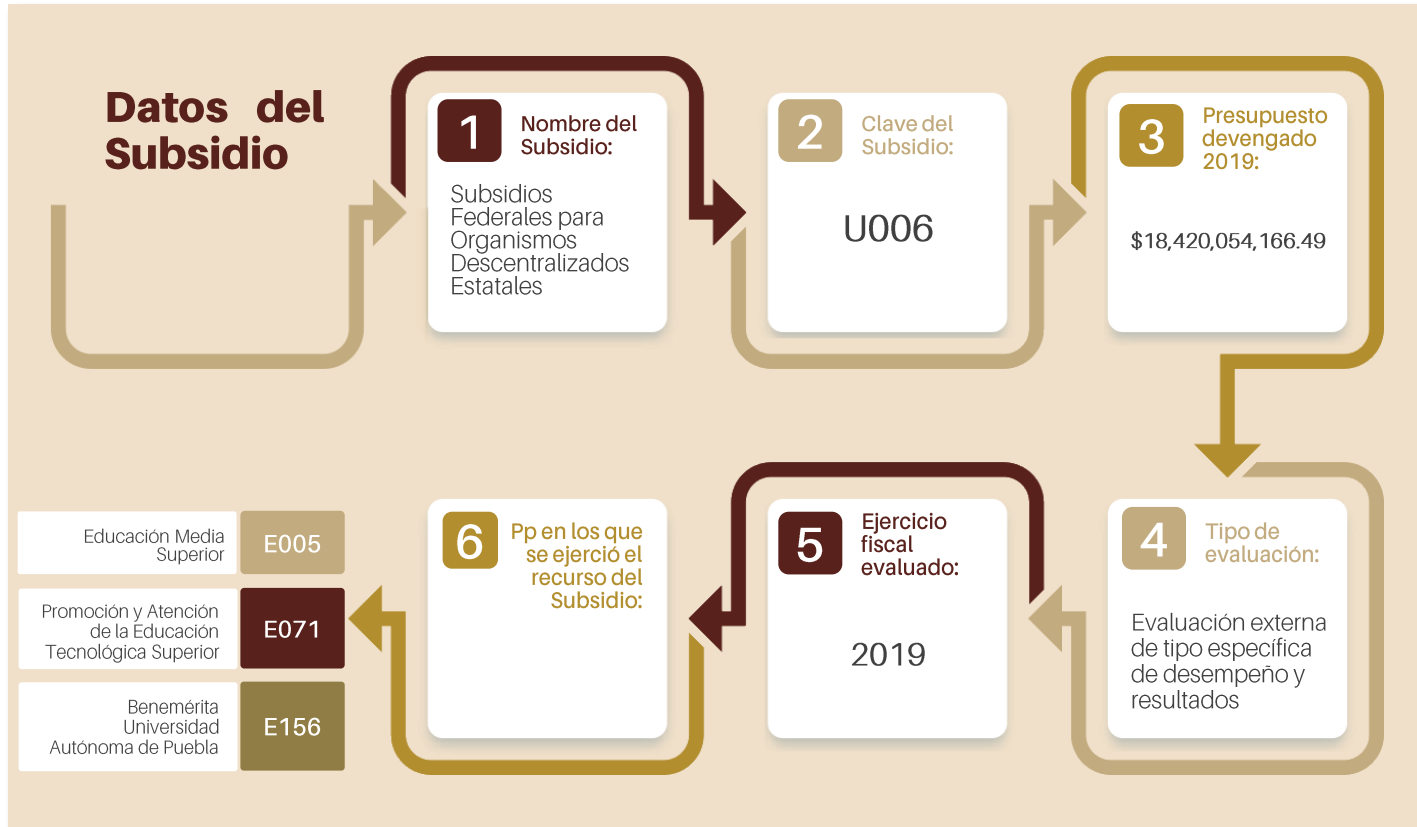 Datos del
Subsidio
1
Nombre del
Subsidio:
Subsidios
Federales para
Organismos
Descentralizados
Estatales
2
Clave del
Subsidio:
U006
3
Presupuesto
devengado
2019:
$18,420,054,166.49
4
Tipo de
evaluación:
Evaluación externa
de tipo específica
de desempeño y
resultados
5
Ejercicio
fiscal
evaluado:
2019
6
Pp en los que
se ejerció el
recurso del
Subsidio:
Educación Media
Superior
E005
Promoción y Atención
de la Educación
Tecnológica Superior
E071
Benemérita
Universidad
Autónoma de Puebla
E156